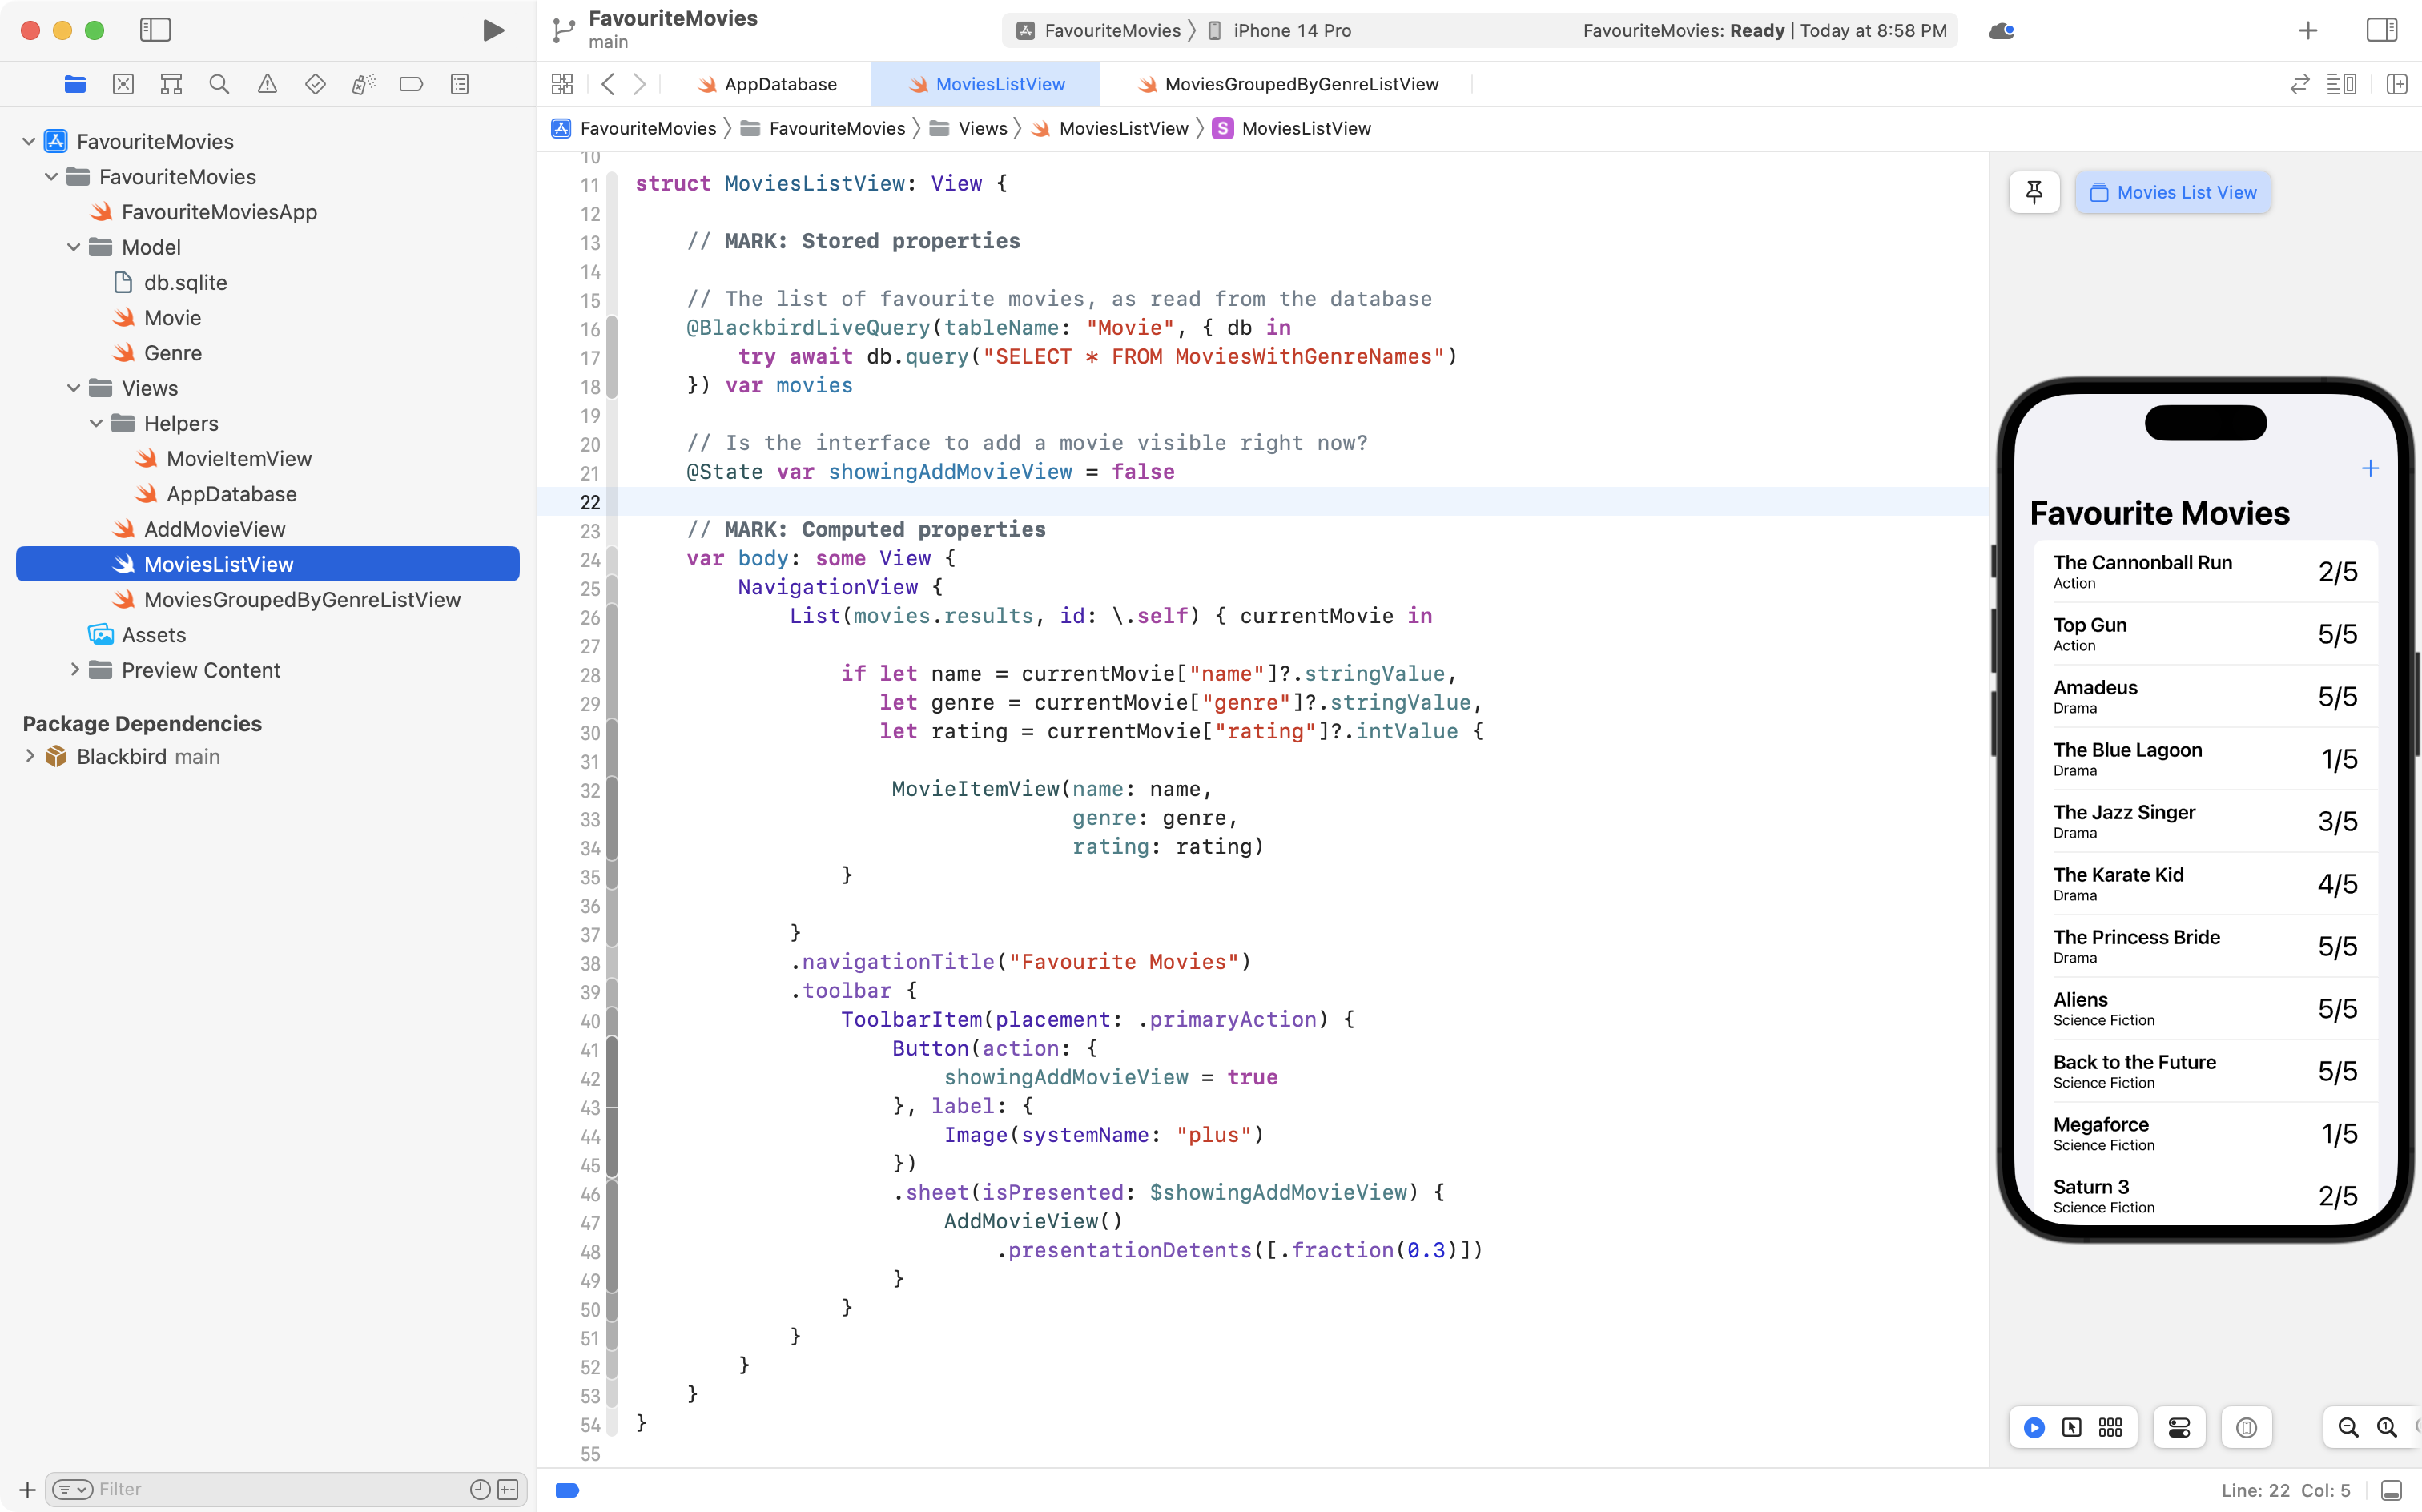 FavouriteMovies
main
FavouriteMovies
iPhone 14 Pro
FavouriteMovies: Ready | Today at 8:58 PM
AppDatabase
MoviesListView
MoviesGroupedByGenreListView
FavouriteMovies
FavouriteMovies
Views
MoviesListView
S MoviesListView
FavouriteMovies
FavouriteMovies
FavouriteMoviesApp
Model
db.sqlite
Movie
Genre
Views
Helpers
MovieItemView
AppDatabase
AddMovieView
MoviesListView
MoviesGroupedByGenreListView
Assets
Preview Content
Package Dependencies
Blackbird main
Filter
10
11 struct MoviesListView: View {
12
13 // MARK: Stored properties
14
15 // The list of favourite movies, as read from the database
16 @BlackbirdLiveQuery(tableName: "Movie", { db in
17 try await db.query("SELECT * FROM MoviesWithGenreNames")
18 }) var movies
19
20 // Is the interface to add a movie visible right now?
21 @State var showingAddMovieView = false
22
23 // MARK: Computed properties
24 var body: some View {
25 NavigationView {
26 List(movies.results, id: \.self) { currentMovie in
27
28 if let name = currentMovie["name"]?.stringValue,
29 let genre = currentMovie["genre"]?.stringValue,
30 let rating = currentMovie["rating"]?.intValue {
31
32 MovieItemView(name: name,
33 genre: genre,
34 rating: rating)
35 }
36
37 }
38 .navigationTitle("Favourite Movies")
39 .toolbar {
40 ToolbarItem(placement: .primaryAction) {
41 Button(action: {
42 showingAddMovieView = true
43 }, label: {
44 Image(systemName: "plus")
45 })
46 .sheet(isPresented: $showingAddMovieView) {
47 AddMovieView()
48 .presentationDetents([.fraction(0.3)])
49 }
50 }
51 }
52 }
53 }
54 }
55
Movies List View
Favourite Movies
The Cannonball Run
Action
2/5
Top Gun
Action
5/5
Amadeus
Drama
5/5
The Blue Lagoon
Drama
1/5
The Jazz Singer
Drama
3/5
The Karate Kid
Drama
4/5
The Princess Bride
Drama
5/5
Aliens
Science Fiction
5/5
Back to the Future
Science Fiction
5/5
Megaforce
Science Fiction
1/5
Saturn 3
Science Fiction
2/5
Line: 22 Col: 5